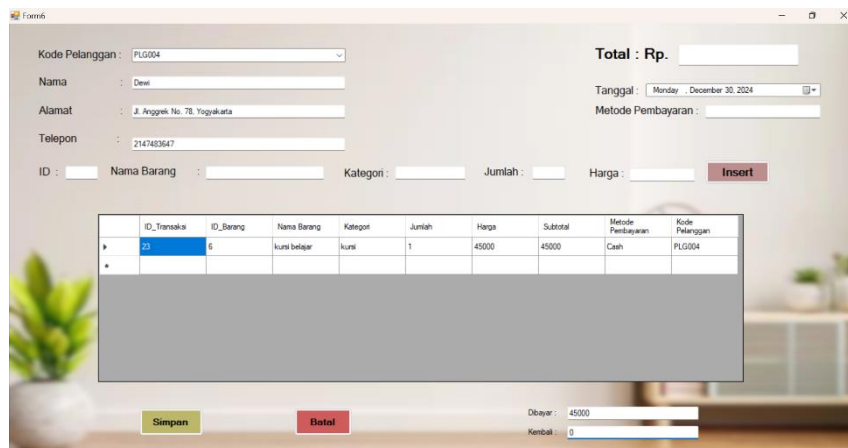 Form6
Kode Pelanggan : PLG004
Total : Rp.
Nama : Dewi
Tanggal : Monday , December 30, 2024
Alamat : Jl. Anggrek No. 78, Yogyakarta
Metode Pembayaran :
Telepon : 2147483647
ID : Nama Barang : Kategori : Jumlah : Harga : Insert
ID_Transaksi ID_Barang Nama Barang Kategori Jumlah Harga Subtotal Metode Pembayaran Kode Pelanggan
23 6 kursi belajar kursi 1 45000 45000 Cash PLG004
Simpan Batal
Dibayar : 45000
Kembali : 0